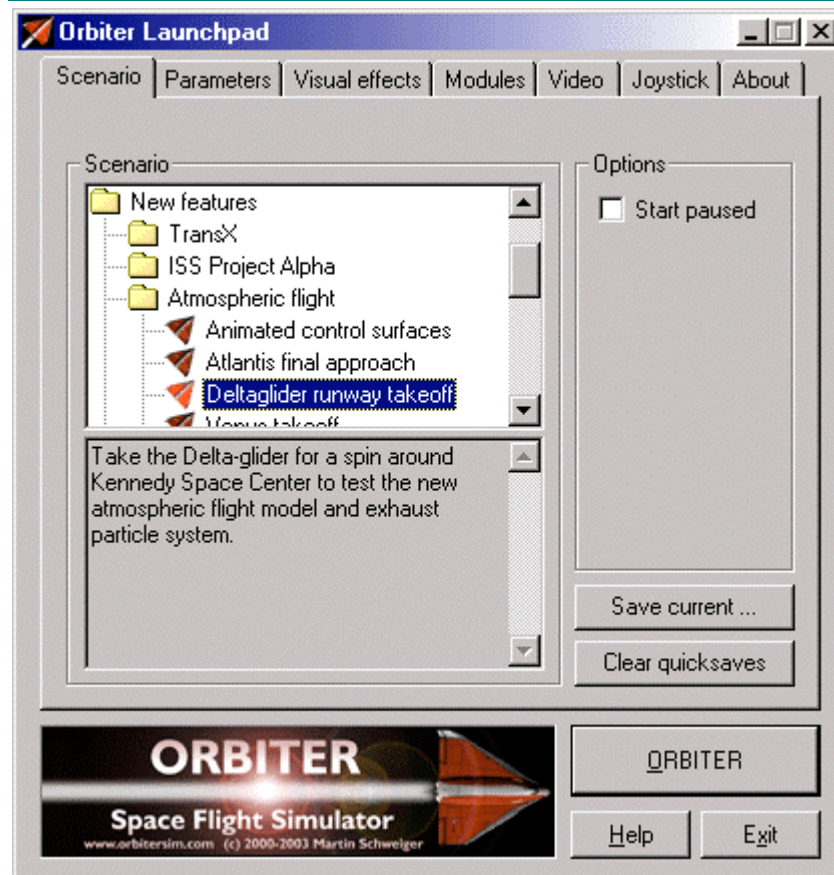 Orbiter Launchpad
Scenario Parameters Visual effects Modules Video Joystick About
Scenario
New features
TransX
ISS Project Alpha
Atmospheric flight
Animated control surfaces
Atlantis final approach
Deltaglider runway takeoff
Venus takeoff
Take the Delta-glider for a spin around
Kennedy Space Center to test the new
atmospheric flight model and exhaust
particle system.
Options
Start paused
Save current ...
Clear quicksaves
ORBITER
Space Flight Simulator
www.orbitersim.com (c) 2000-2003 Martin Schweiger
ORBITER
Help Exit